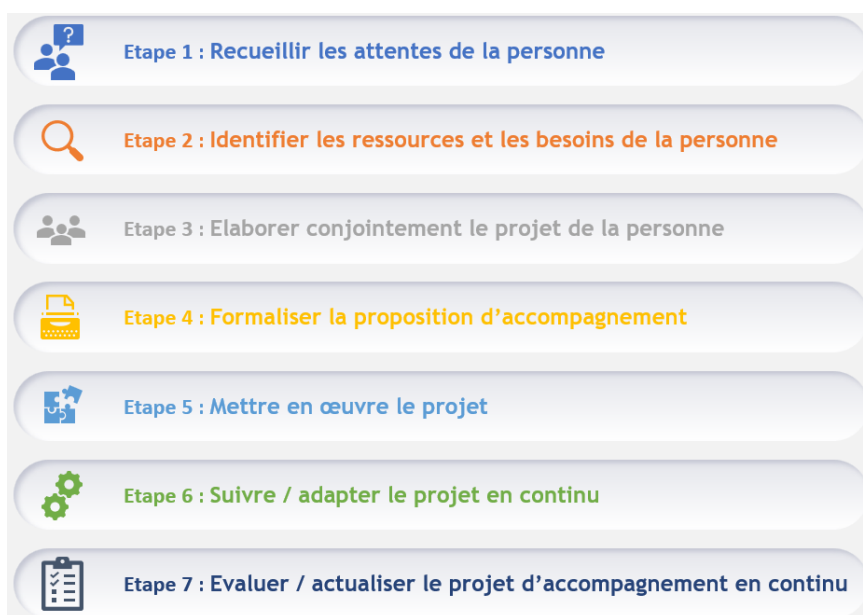 ?
Etape 1 : Recueillir les attentes de la personne
Etape 2 : Identifier les ressources et les besoins de la personne
Etape 3 : Elaborer conjointement le projet de la personne
Etape 4 : Formaliser la proposition d’accompagnement
Etape 5 : Mettre en œuvre le projet
Etape 6 : Suivre / adapter le projet en continu
Etape 7 : Evaluer / actualiser le projet d’accompagnement en continu